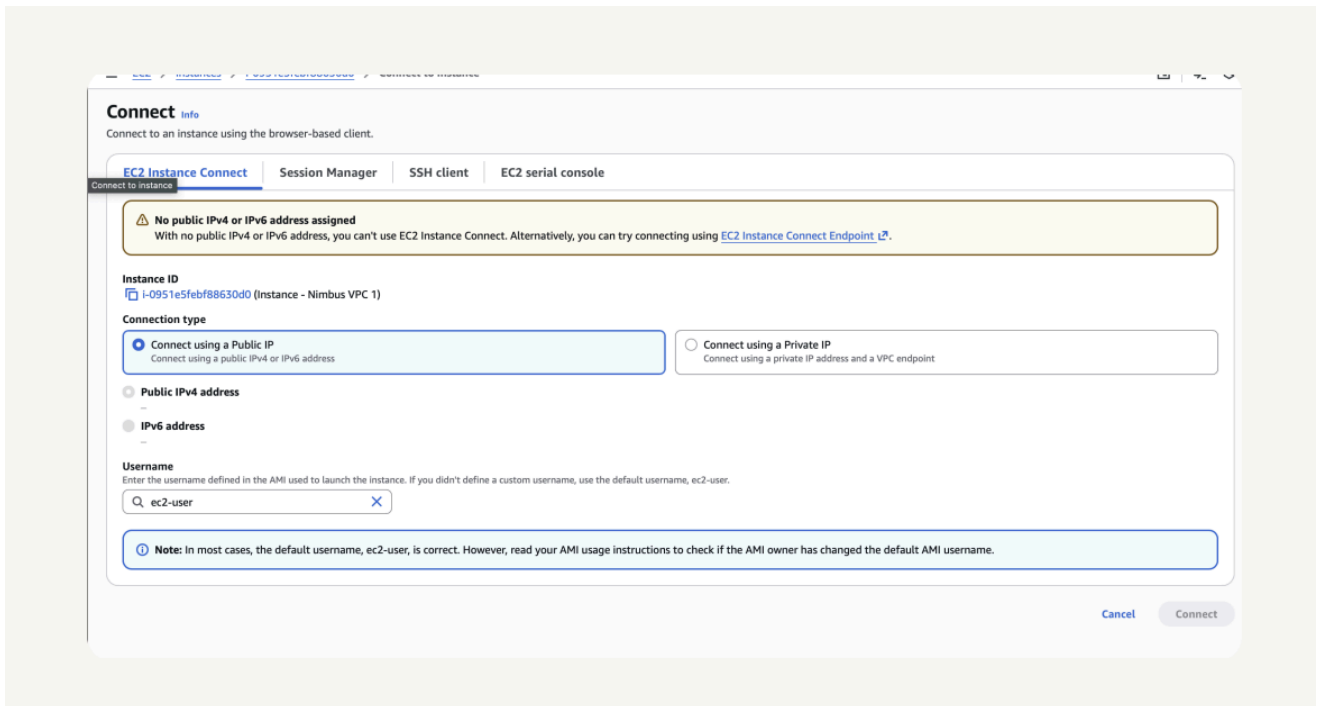 EC2 > Instances > i-0951e5febf88630d0 > Connect to instance
Connect Info
Connect to an instance using the browser-based client.
EC2 Instance Connect Session Manager SSH client EC2 serial console
Connect to instance
No public IPv4 or IPv6 address assigned
With no public IPv4 or IPv6 address, you can't use EC2 Instance Connect. Alternatively, you can try connecting using EC2 Instance Connect Endpoint.
Instance ID
i-0951e5febf88630d0 (Instance - Nimbus VPC 1)
Connection type
Connect using a Public IP
Connect using a public IPv4 or IPv6 address
Connect using a Private IP
Connect using a private IP address and a VPC endpoint
Public IPv4 address
–
IPv6 address
–
Username
Enter the username defined in the AMI used to launch the instance. If you didn't define a custom username, use the default username, ec2-user.
ec2-user
Note: In most cases, the default username, ec2-user, is correct. However, read your AMI usage instructions to check if the AMI owner has changed the default AMI username.
Cancel Connect